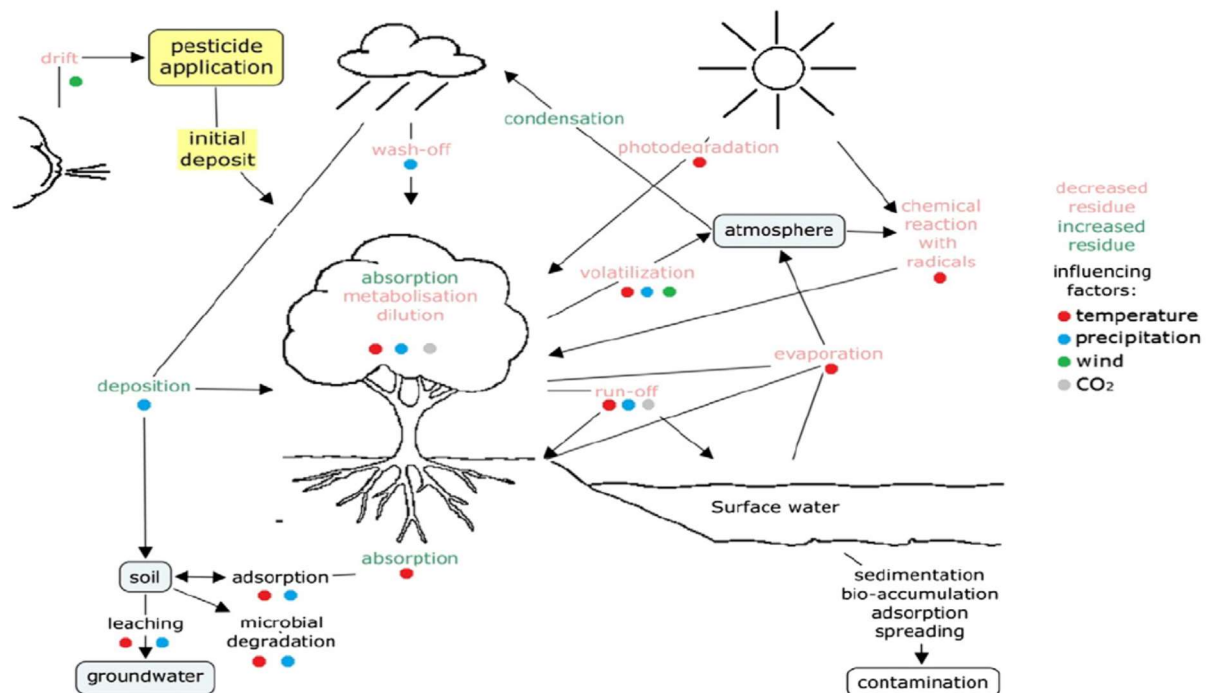 drift
pesticide
application
initial
deposit
wash-off
condensation
photodegradation
atmosphere
chemical
reaction
with
radicals
decreased
residue
increased
residue
influencing
factors:
temperature
precipitation
wind
CO₂
absorption
metabolisation
dilution
volatilization
evaporation
deposition
run-off
Surface water
absorption
soil
adsorption
leaching
microbial
degradation
groundwater
sedimentation
bio-accumulation
adsorption
spreading
contamination